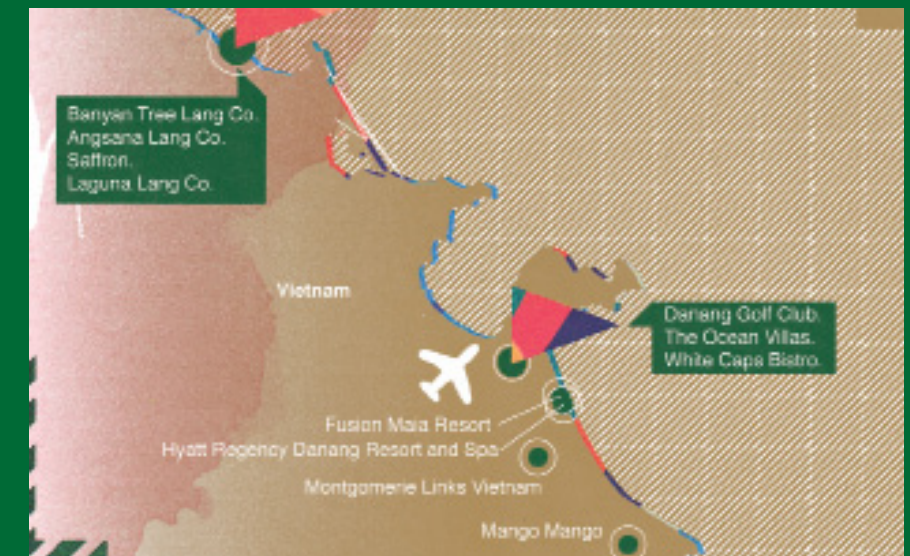 Banyan Tree Lang Co.
Angsana Lang Co.
Saffron.
Laguna Lang Co.
Vietnam
Danang Golf Club.
The Ocean Villas.
White Caps Bistro.
Fusion Maia Resort
Hyatt Regency Danang Resort and Spa
Montgomerie Links Vietnam
Mango Mango